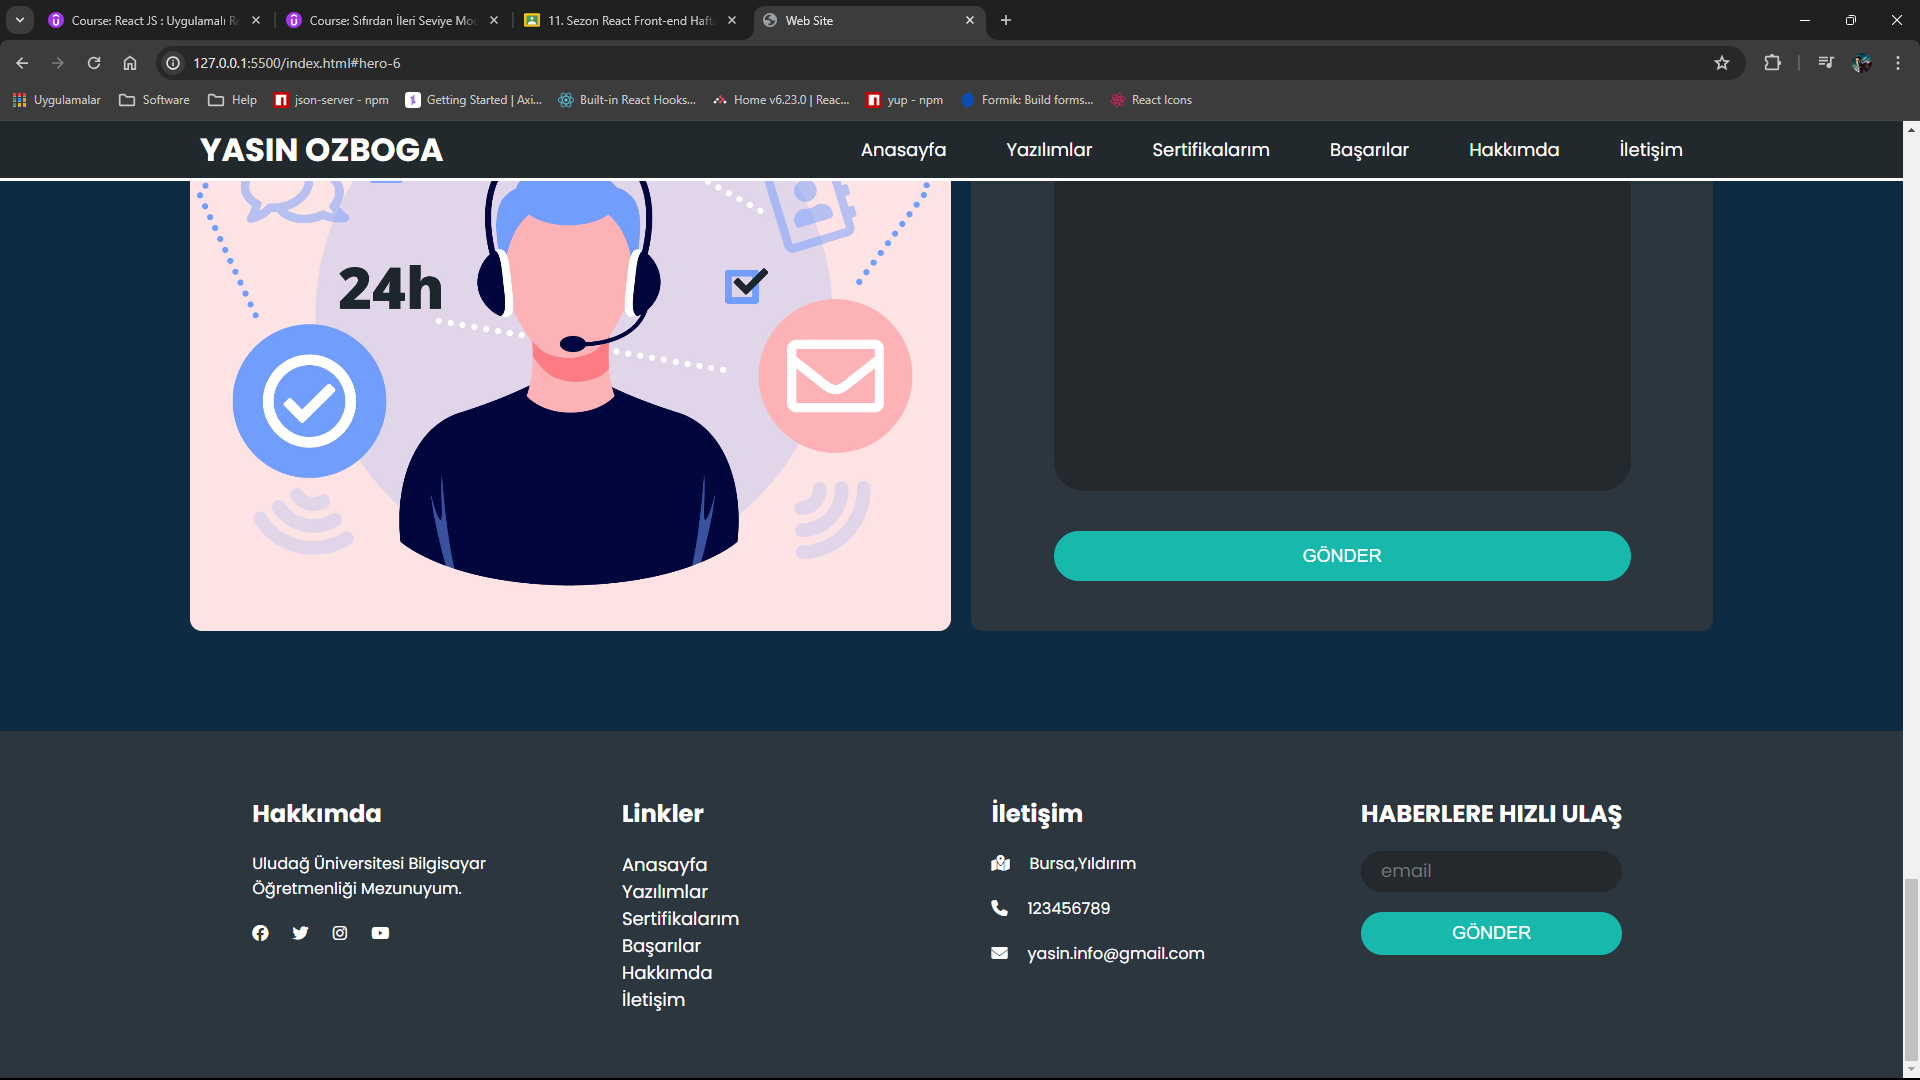 Course: React JS : Uygulamalı R
Course: Sıfırdan İleri Seviye Mo
11. Sezon React Front-end Haft
Web Site
127.0.0.1:5500/index.html#hero-6
Uygulamalar
Software
Help
json-server - npm
Getting Started | Axi...
Built-in React Hooks...
Home v6.23.0 | Reac...
yup - npm
Formik: Build forms...
React Icons
YASIN OZBOGA
Anasayfa
Yazılımlar
Sertifikalarım
Başarılar
Hakkımda
İletişim
24h
GÖNDER
Hakkımda
Uludağ Üniversitesi Bilgisayar
Öğretmenliği Mezunuyum.
Linkler
Anasayfa
Yazılımlar
Sertifikalarım
Başarılar
Hakkımda
İletişim
İletişim
Bursa,Yıldırım
123456789
yasin.info@gmail.com
HABERLERE HIZLI ULAŞ
email
GÖNDER